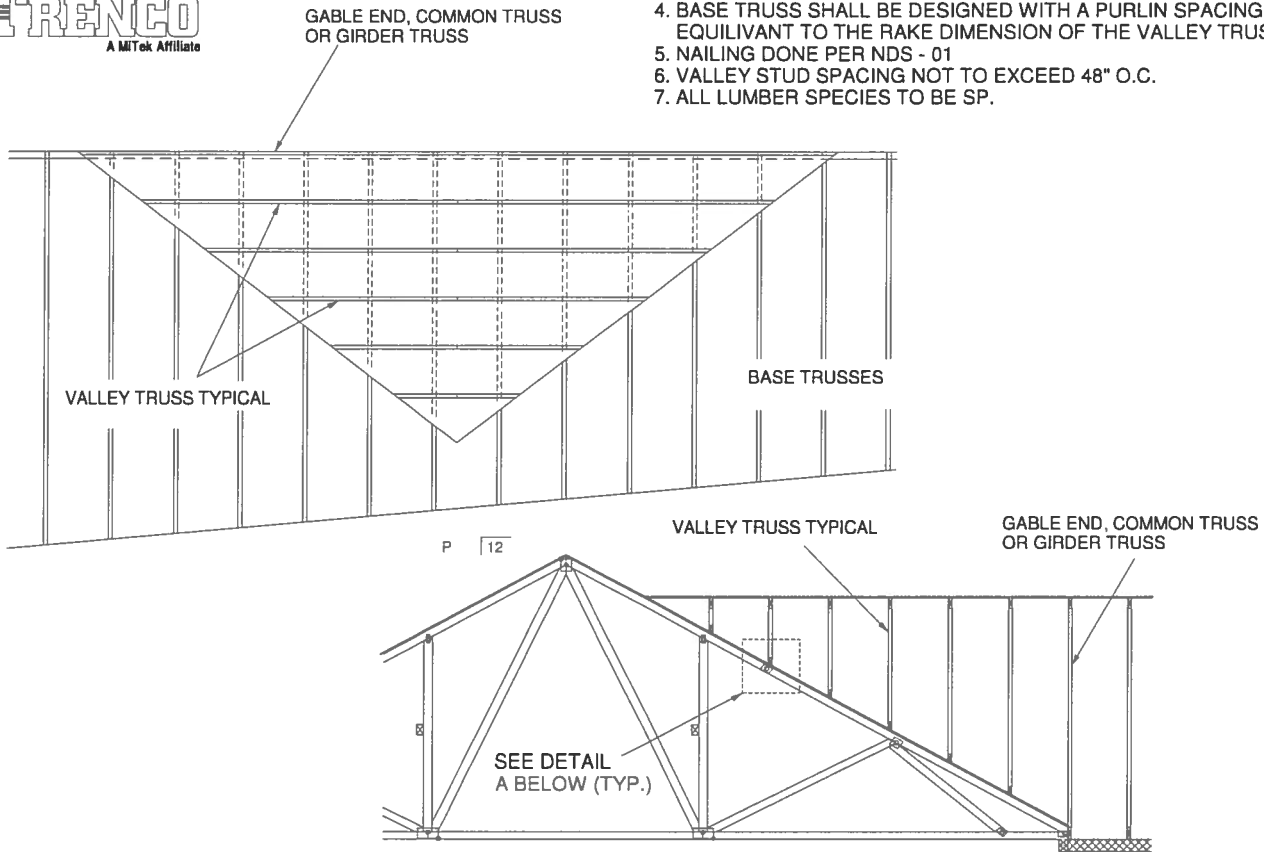 TRENCO
A MiTek Affiliate
GABLE END, COMMON TRUSS
OR GIRDER TRUSS
4. BASE TRUSS SHALL BE DESIGNED WITH A PURLIN SPACING
EQUILIVANT TO THE RAKE DIMENSION OF THE VALLEY TRUS
5. NAILING DONE PER NDS - 01
6. VALLEY STUD SPACING NOT TO EXCEED 48" O.C.
7. ALL LUMBER SPECIES TO BE SP.
VALLEY TRUSS TYPICAL
BASE TRUSSES
P 12
VALLEY TRUSS TYPICAL
GABLE END, COMMON TRUSS
OR GIRDER TRUSS
SEE DETAIL
A BELOW (TYP.)